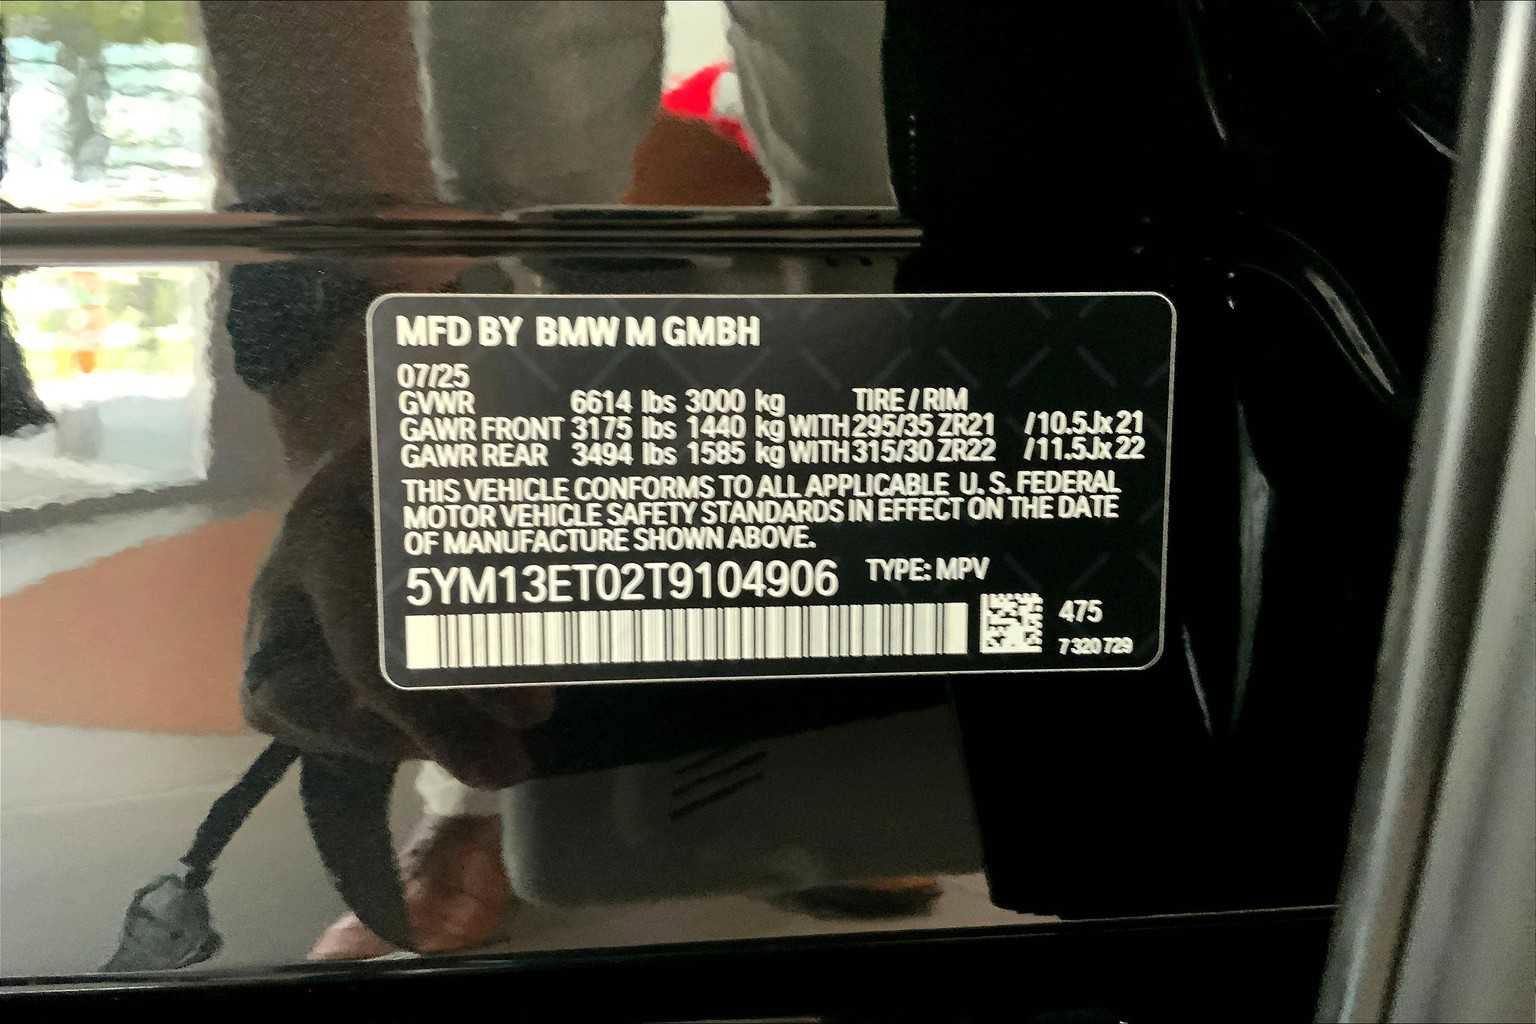 MFD BY BMW M GMBH
07/25
GVWR 6614 lbs 3000 kg TIRE / RIM
GAWR FRONT 3175 lbs 1440 kg WITH 295/35 ZR21 /10.5Jx 21
GAWR REAR 3494 lbs 1585 kg WITH 315/30 ZR22 /11.5Jx 22
THIS VEHICLE CONFORMS TO ALL APPLICABLE U. S. FEDERAL
MOTOR VEHICLE SAFETY STANDARDS IN EFFECT ON THE DATE
OF MANUFACTURE SHOWN ABOVE.
5YM13ET02T9104906 TYPE: MPV
475
7 320 729